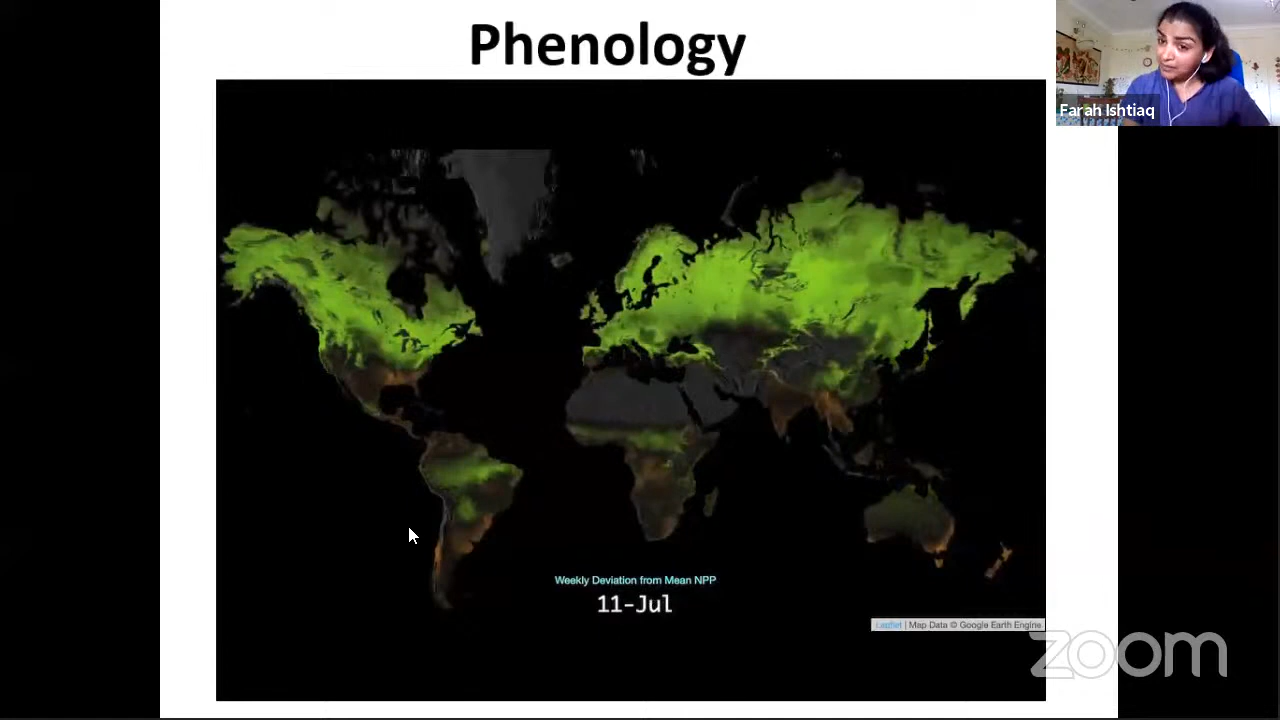 Phenology
Farah Ishtiaq
Weekly Deviation from Mean NPP
11-Jul
Leaflet | Map Data © Google Earth Engine
zoom